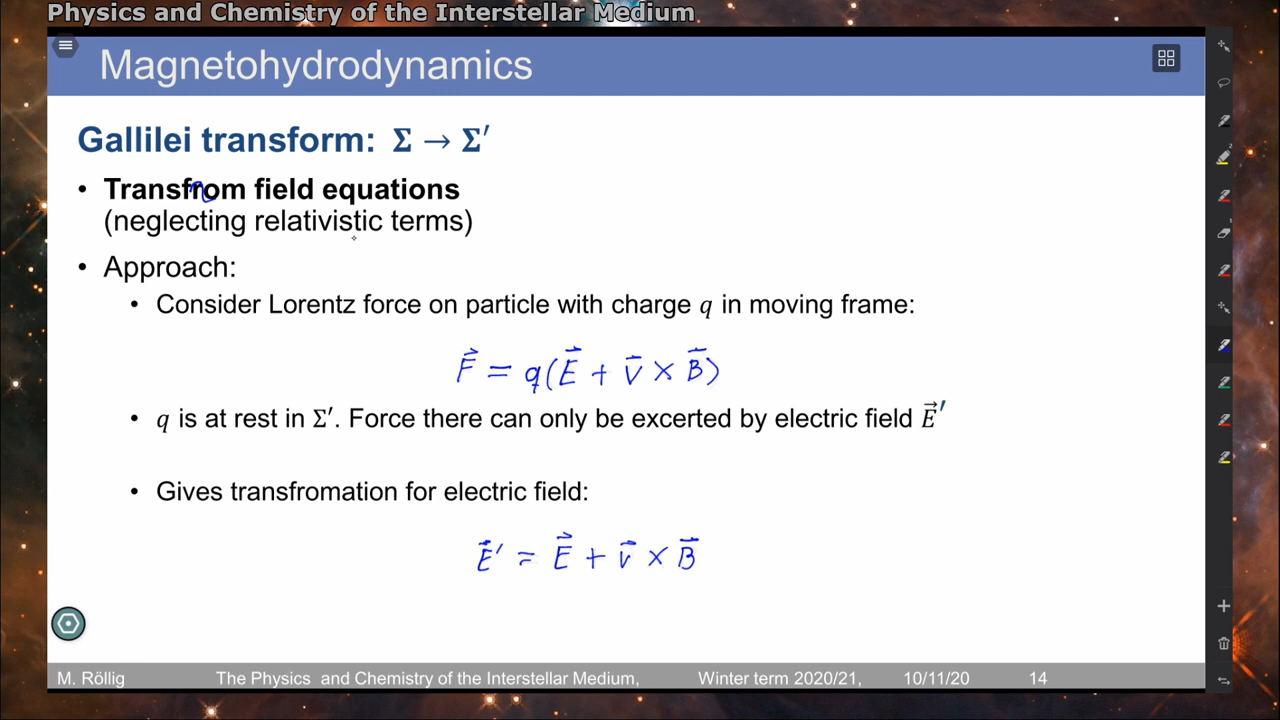 Physics and Chemistry of the Interstellar Medium
Magnetohydrodynamics
Gallilei transform: Σ → Σ′
• Transfrom field equations
(neglecting relativistic terms)
• Approach:
• Consider Lorentz force on particle with charge q in moving frame:
F⃗ = q(E⃗ + v⃗ × B⃗)
• q is at rest in Σ′. Force there can only be excerted by electric field E⃗′
• Gives transfromation for electric field:
E⃗′ = E⃗ + v⃗ × B⃗
M. Röllig The Physics and Chemistry of the Interstellar Medium, Winter term 2020/21, 10/11/20 14